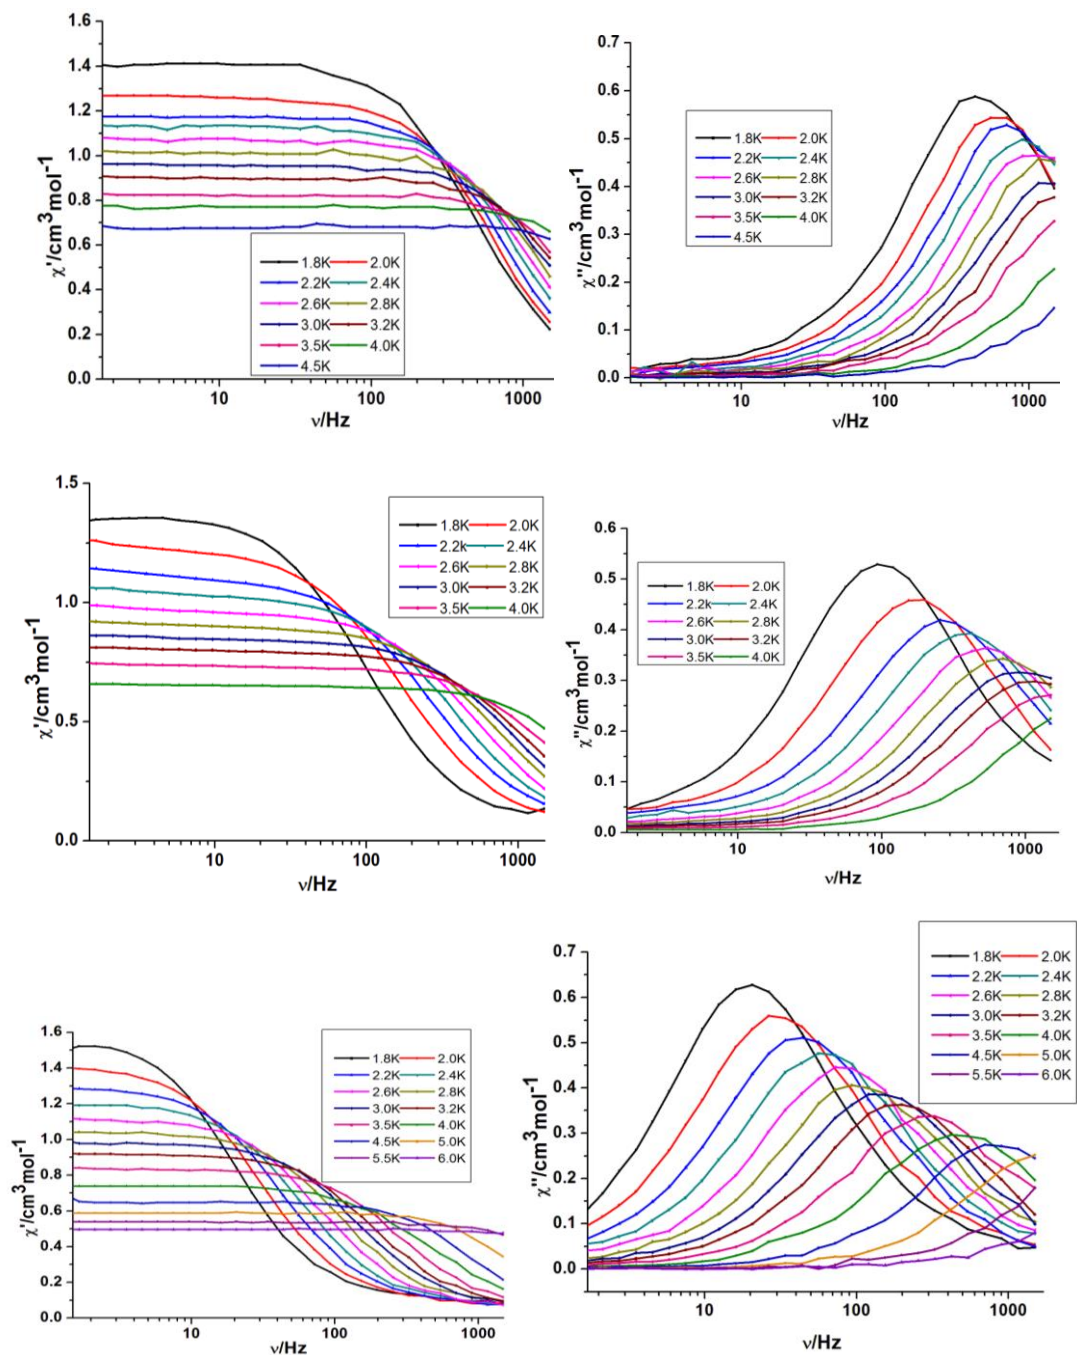 1.6
1.4
1.2
1.0
0.8
0.6
0.4
0.2
0.0
χ'/cm³mol⁻¹
1.8K 2.0K
2.2K 2.4K
2.6K 2.8K
3.0K 3.2K
3.5K 4.0K
4.5K
10 100 1000
ν/Hz
0.7
0.6
0.5
0.4
0.3
0.2
0.1
0.0
χ''/cm³mol⁻¹
1.8K 2.0K
2.2K 2.4K
2.6K 2.8K
3.0K 3.2K
3.5K 4.0K
4.5K
10 100 1000
ν/Hz
1.5
1.0
0.5
0.0
χ'/cm³mol⁻¹
1.8K 2.0K
2.2k 2.4K
2.6K 2.8K
3.0K 3.2K
3.5K 4.0K
10 100 1000
ν/Hz
0.6
0.5
0.4
0.3
0.2
0.1
0.0
χ''/cm³mol⁻¹
1.8K 2.0K
2.2k 2.4K
2.6K 2.8K
3.0K 3.2K
3.5K 4.0K
10 100 1000
ν/Hz
1.6
1.4
1.2
1.0
0.8
0.6
0.4
0.2
0.0
χ'/cm³mol⁻¹
1.8K 2.0K
2.2K 2.4K
2.6K 2.8K
3.0K 3.2K
3.5K 4.0K
4.5K 5.0K
5.5K 6.0K
10 100 1000
ν/Hz
0.7
0.6
0.5
0.4
0.3
0.2
0.1
0.0
χ''/cm³mol⁻¹
1.8K 2.0K
2.2K 2.4K
2.6K 2.8K
3.0K 3.2K
3.5K 4.0K
4.5K 5.0K
5.5K 6.0K
10 100 1000
ν/Hz